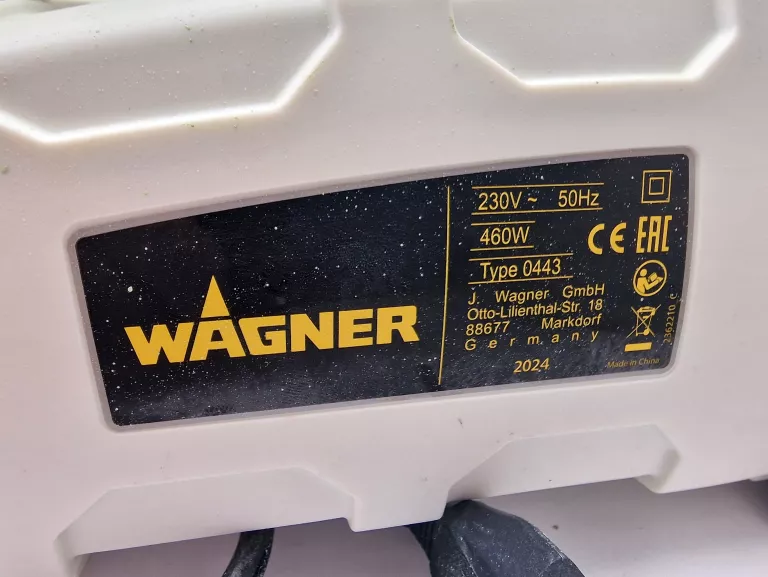 WAGNER
230V ~ 50Hz
460W
Type 0443
J. Wagner GmbH
Otto-Lilienthal-Str. 18
88677 Markdorf
Germany
2024
CE EAC
2362210_C
Made in China